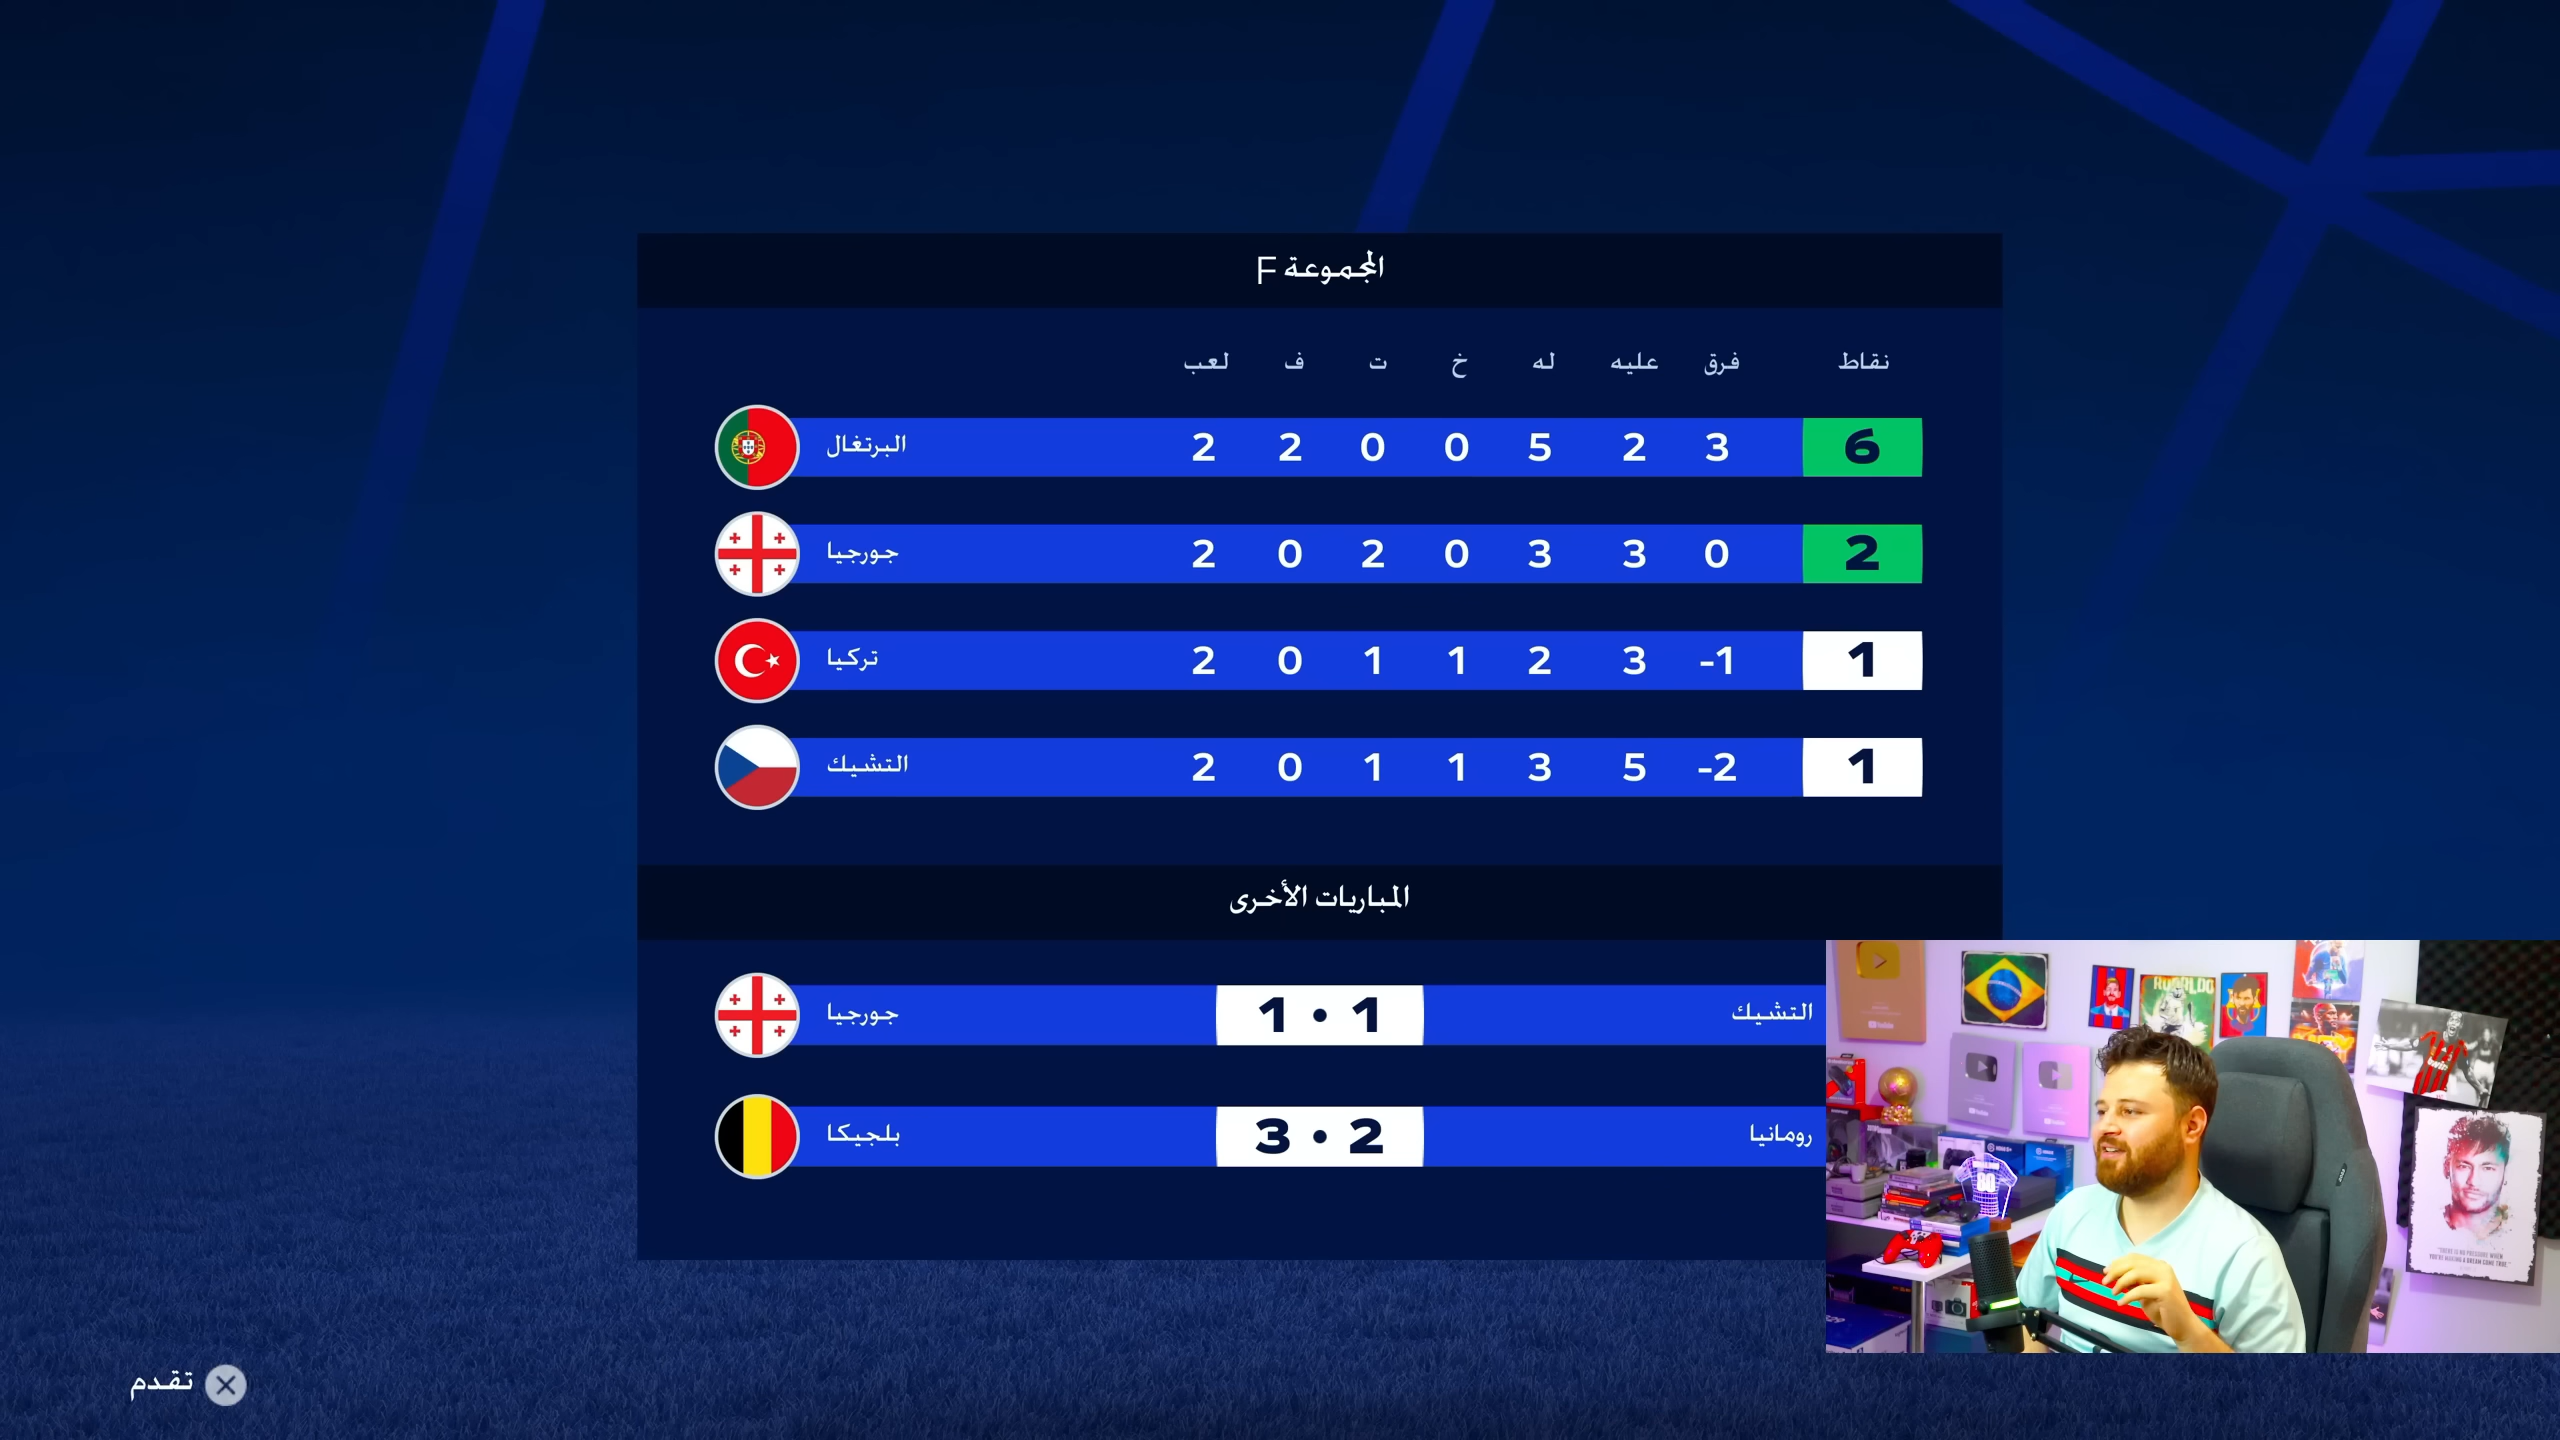 المجموعة F
لعب ف ت خ له عليه فرق نقاط
البرتغال 2 2 0 0 5 2 3 6
جورجيا 2 0 2 0 3 3 0 2
تركيا 2 0 1 1 2 3 -1 1
التشيك 2 0 1 1 3 5 -2 1
المباريات الأخرى
جورجيا 1 • 1 التشيك
بلجيكا 3 • 2 رومانيا
RONALDO
تقدم